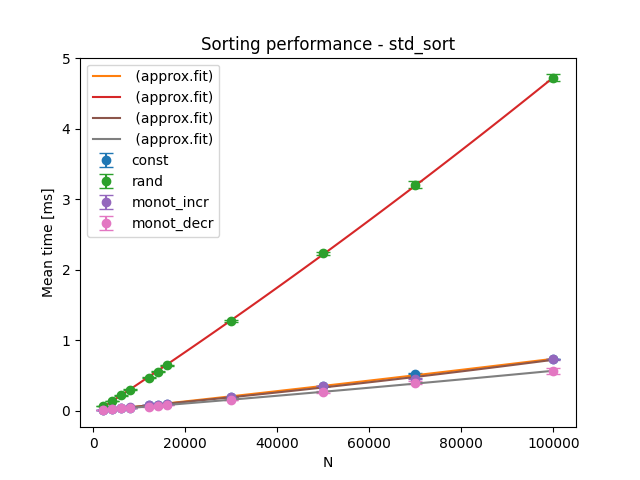 Sorting performance - std_sort
Mean time [ms]
5
4
3
2
1
0
(approx.fit)
(approx.fit)
(approx.fit)
(approx.fit)
const
rand
monot_incr
monot_decr
0 20000 40000 60000 80000 100000
N